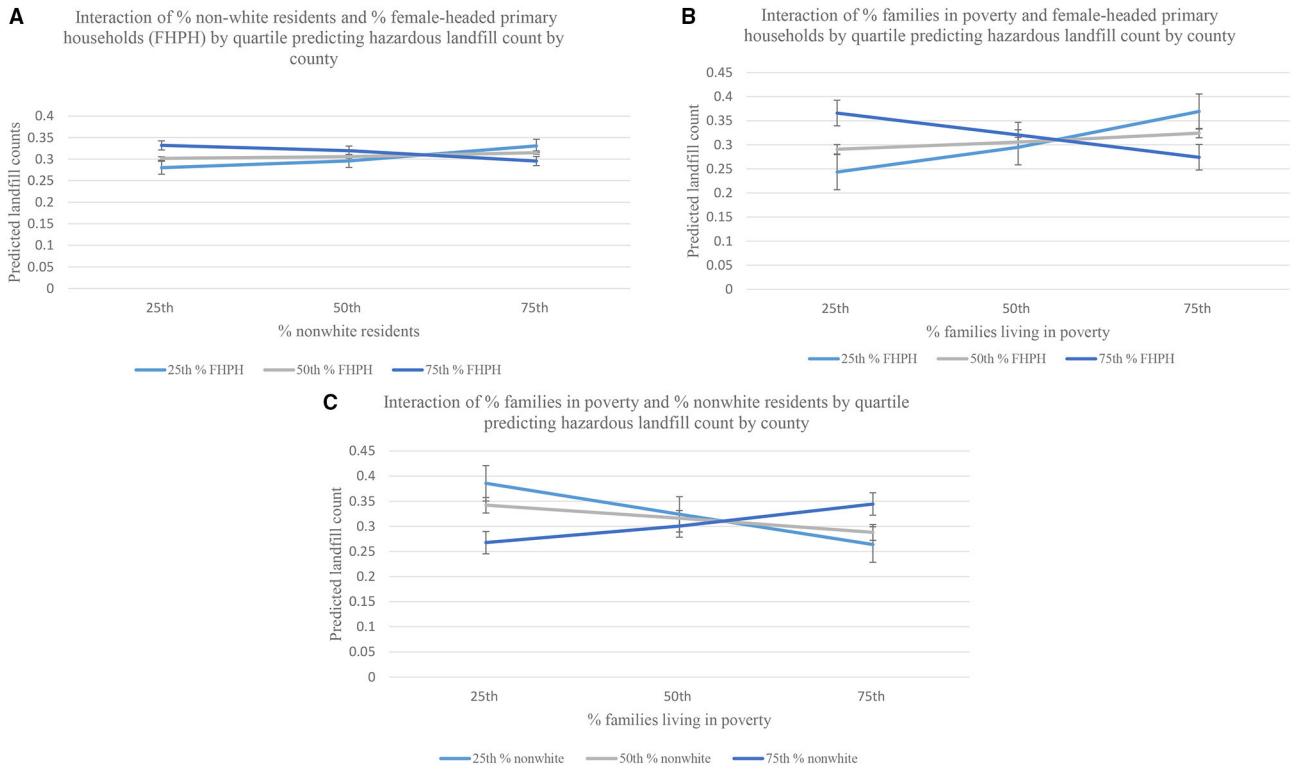 A
Interaction of % non-white residents and % female-headed primary
households (FHPH) by quartile predicting hazardous landfill count by
county
Predicted landfill counts
0.4
0.35
0.3
0.25
0.2
0.15
0.1
0.05
0
25th
50th
75th
% nonwhite residents
25th % FHPH
50th % FHPH
75th % FHPH
B
Interaction of % families in poverty and female-headed primary
households by quartile predicting hazardous landfill count by county
Predicted landfill count
0.45
0.4
0.35
0.3
0.25
0.2
0.15
0.1
0.05
0
25th
50th
75th
% families living in poverty
25th % FHPH
50th % FHPH
75th % FHPH
C
Interaction of % families in poverty and % nonwhite residents by quartile
predicting hazardous landfill count by county
Predicted landfill count
0.45
0.4
0.35
0.3
0.25
0.2
0.15
0.1
0.05
0
25th
50th
75th
% families living in poverty
25th % nonwhite
50th % nonwhite
75th % nonwhite